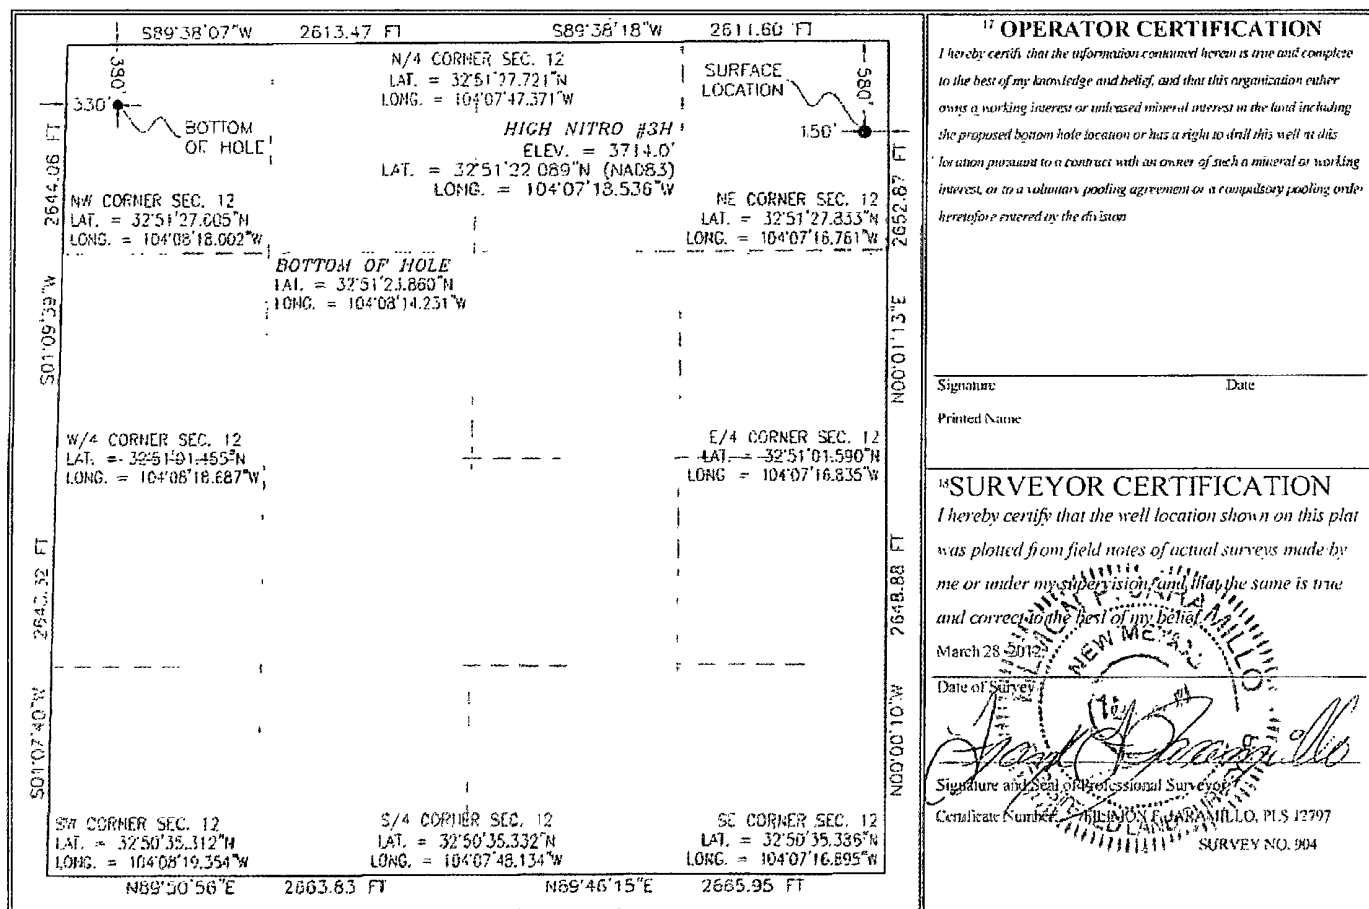 S89°38'07"W 2613.47 FT S89°38'18"W 2611.60 FT
N/4 CORNER SEC. 12
LAT. = 32°51'27.721"N
LONG. = 104°07'47.371"W
SURFACE
LOCATION
330'
380'
580'
150'
BOTTOM
OF HOLE
HIGH NITRO #3H
ELEV. = 3714.0'
LAT. = 32°51'22.089"N (NAD83)
LONG. = 104°07'18.536"W
NW CORNER SEC. 12
LAT. = 32°51'27.605"N
LONG. = 104°08'18.002"W
NE CORNER SEC. 12
LAT. = 32°51'27.833"N
LONG. = 104°07'16.761"W
2644.06 FT
2652.87 FT
BOTTOM OF HOLE
LAT. = 32°51'23.860"N
LONG. = 104°08'14.231"W
S01°09'39"W
N00°01'13"E
W/4 CORNER SEC. 12
LAT. = 32°51'01.455"N
LONG. = 104°08'18.687"W
E/4 CORNER SEC. 12
LAT. = 32°51'01.590"N
LONG. = 104°07'16.835"W
2648.88 FT
S01°07'40"W
N00°00'10"W
SW CORNER SEC. 12
LAT. = 32°50'35.312"N
LONG. = 104°08'19.354"W
S/4 CORNER SEC. 12
LAT. = 32°50'35.332"N
LONG. = 104°07'48.134"W
SE CORNER SEC. 12
LAT. = 32°50'35.386"N
LONG. = 104°07'16.895"W
N89°50'56"E 2663.83 FT N89°46'15"E 2665.95 FT
17 OPERATOR CERTIFICATION
I hereby certify that the information contained herein is true and complete
to the best of my knowledge and belief, and that this organization either
owns a working interest or unleased mineral interest in the land including
the proposed bottom hole location or has a right to drill this well at this
location pursuant to a contract with an owner of such a mineral or working
interest, or to a voluntary pooling agreement or a compulsory pooling order
heretofore entered by the division
Signature Date
Printed Name
18 SURVEYOR CERTIFICATION
I hereby certify that the well location shown on this plat
was plotted from field notes of actual surveys made by
me or under my supervision, and that the same is true
and correct to the best of my belief.
March 28 2012
Date of Survey
Signature and Seal of Professional Surveyor
Certificate Number FILIMON F. JARAMILLO, PLS 12797
SURVEY NO. 904
FILIMON F. JARAMILLO
NEW MEXICO